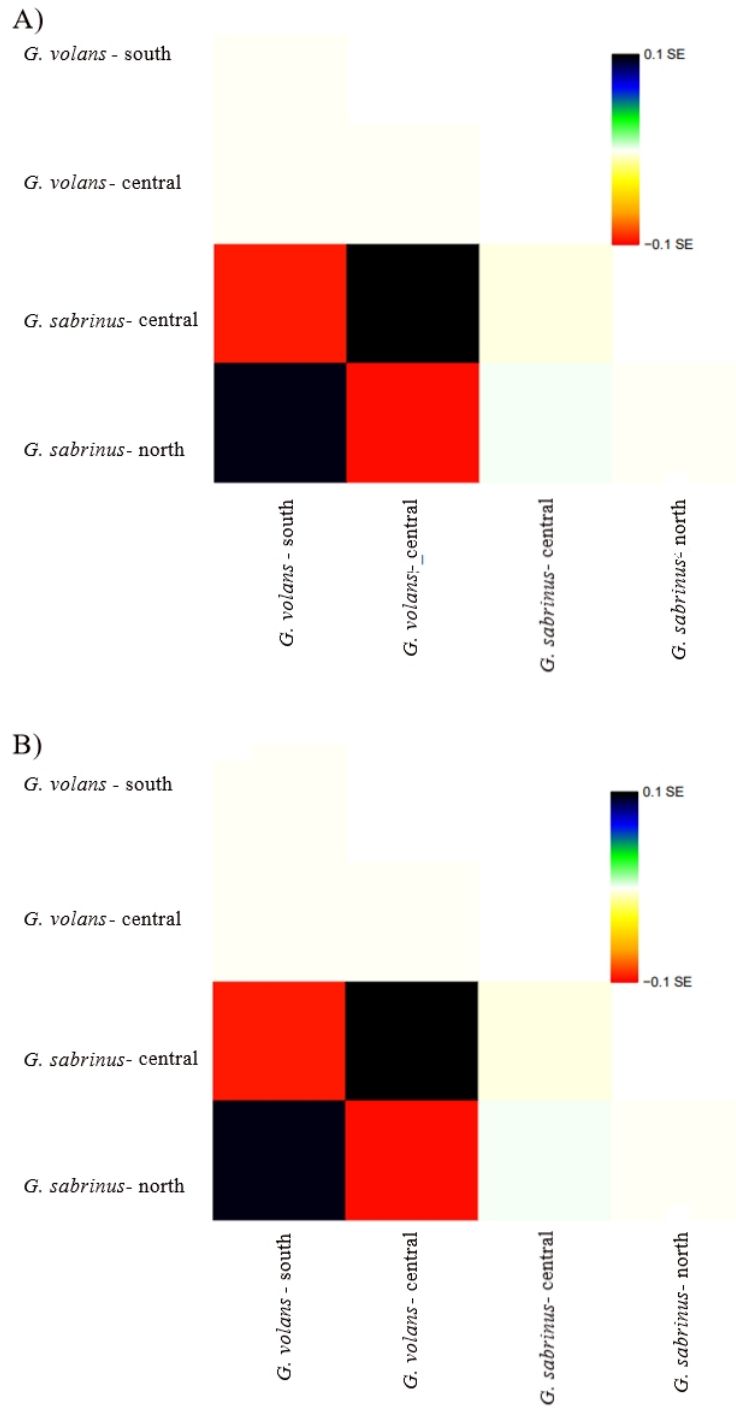 A)
G. volans - south
0.1 SE
G. volans- central
−0.1 SE
G. sabrinus- central
G. sabrinus- north
G. volans - south
G. volans- central
G. sabrinus- central
G. sabrinus- north
B)
G. volans - south
0.1 SE
G. volans- central
−0.1 SE
G. sabrinus- central
G. sabrinus- north
G. volans - south
G. volans- central
G. sabrinus- central
G. sabrinus- north